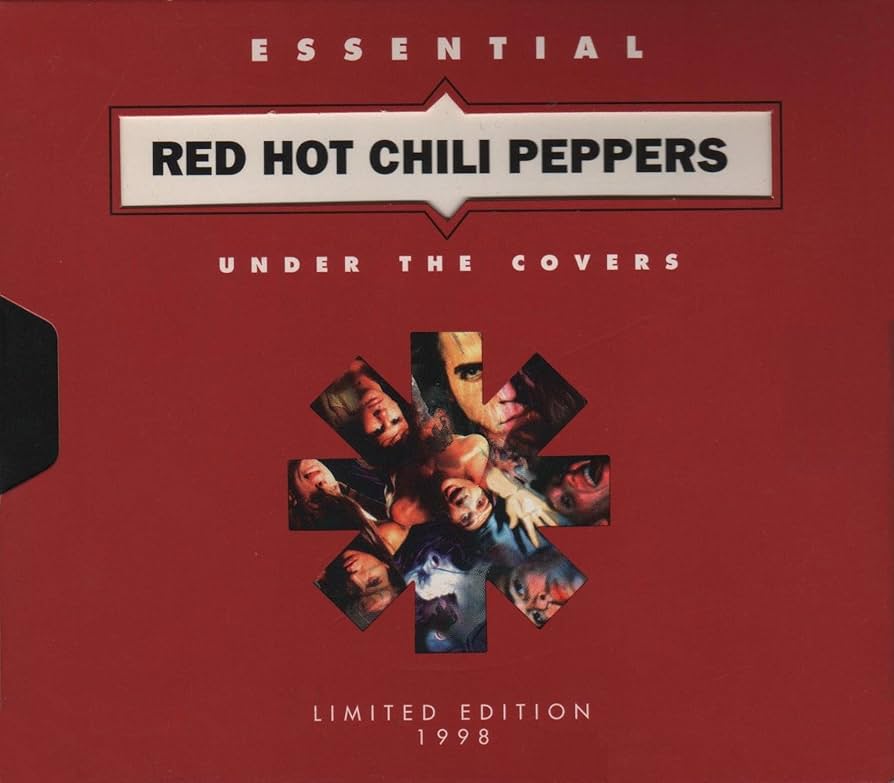 ESSENTIAL
RED HOT CHILI PEPPERS
UNDER THE COVERS
LIMITED EDITION
1998